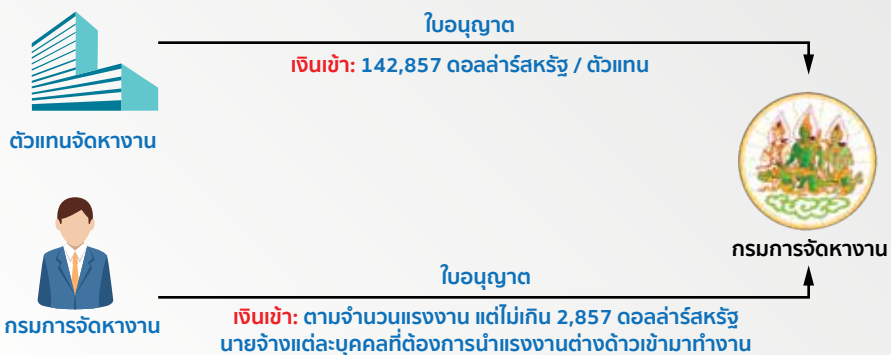 ใบอนุญาต
เงินเข้า: 142,857 ดอลล่าร์สหรัฐ / ตัวแทน
ตัวแทนจัดหางาน
กรมการจัดหางาน
ใบอนุญาต
กรมการจัดหางาน
เงินเข้า: ตามจำนวนแรงงาน แต่ไม่เกิน 2,857 ดอลล่าร์สหรัฐ
นายจ้างแต่ละบุคคลที่ต้องการนำแรงงานต่างด้าวเข้ามาทำงาน